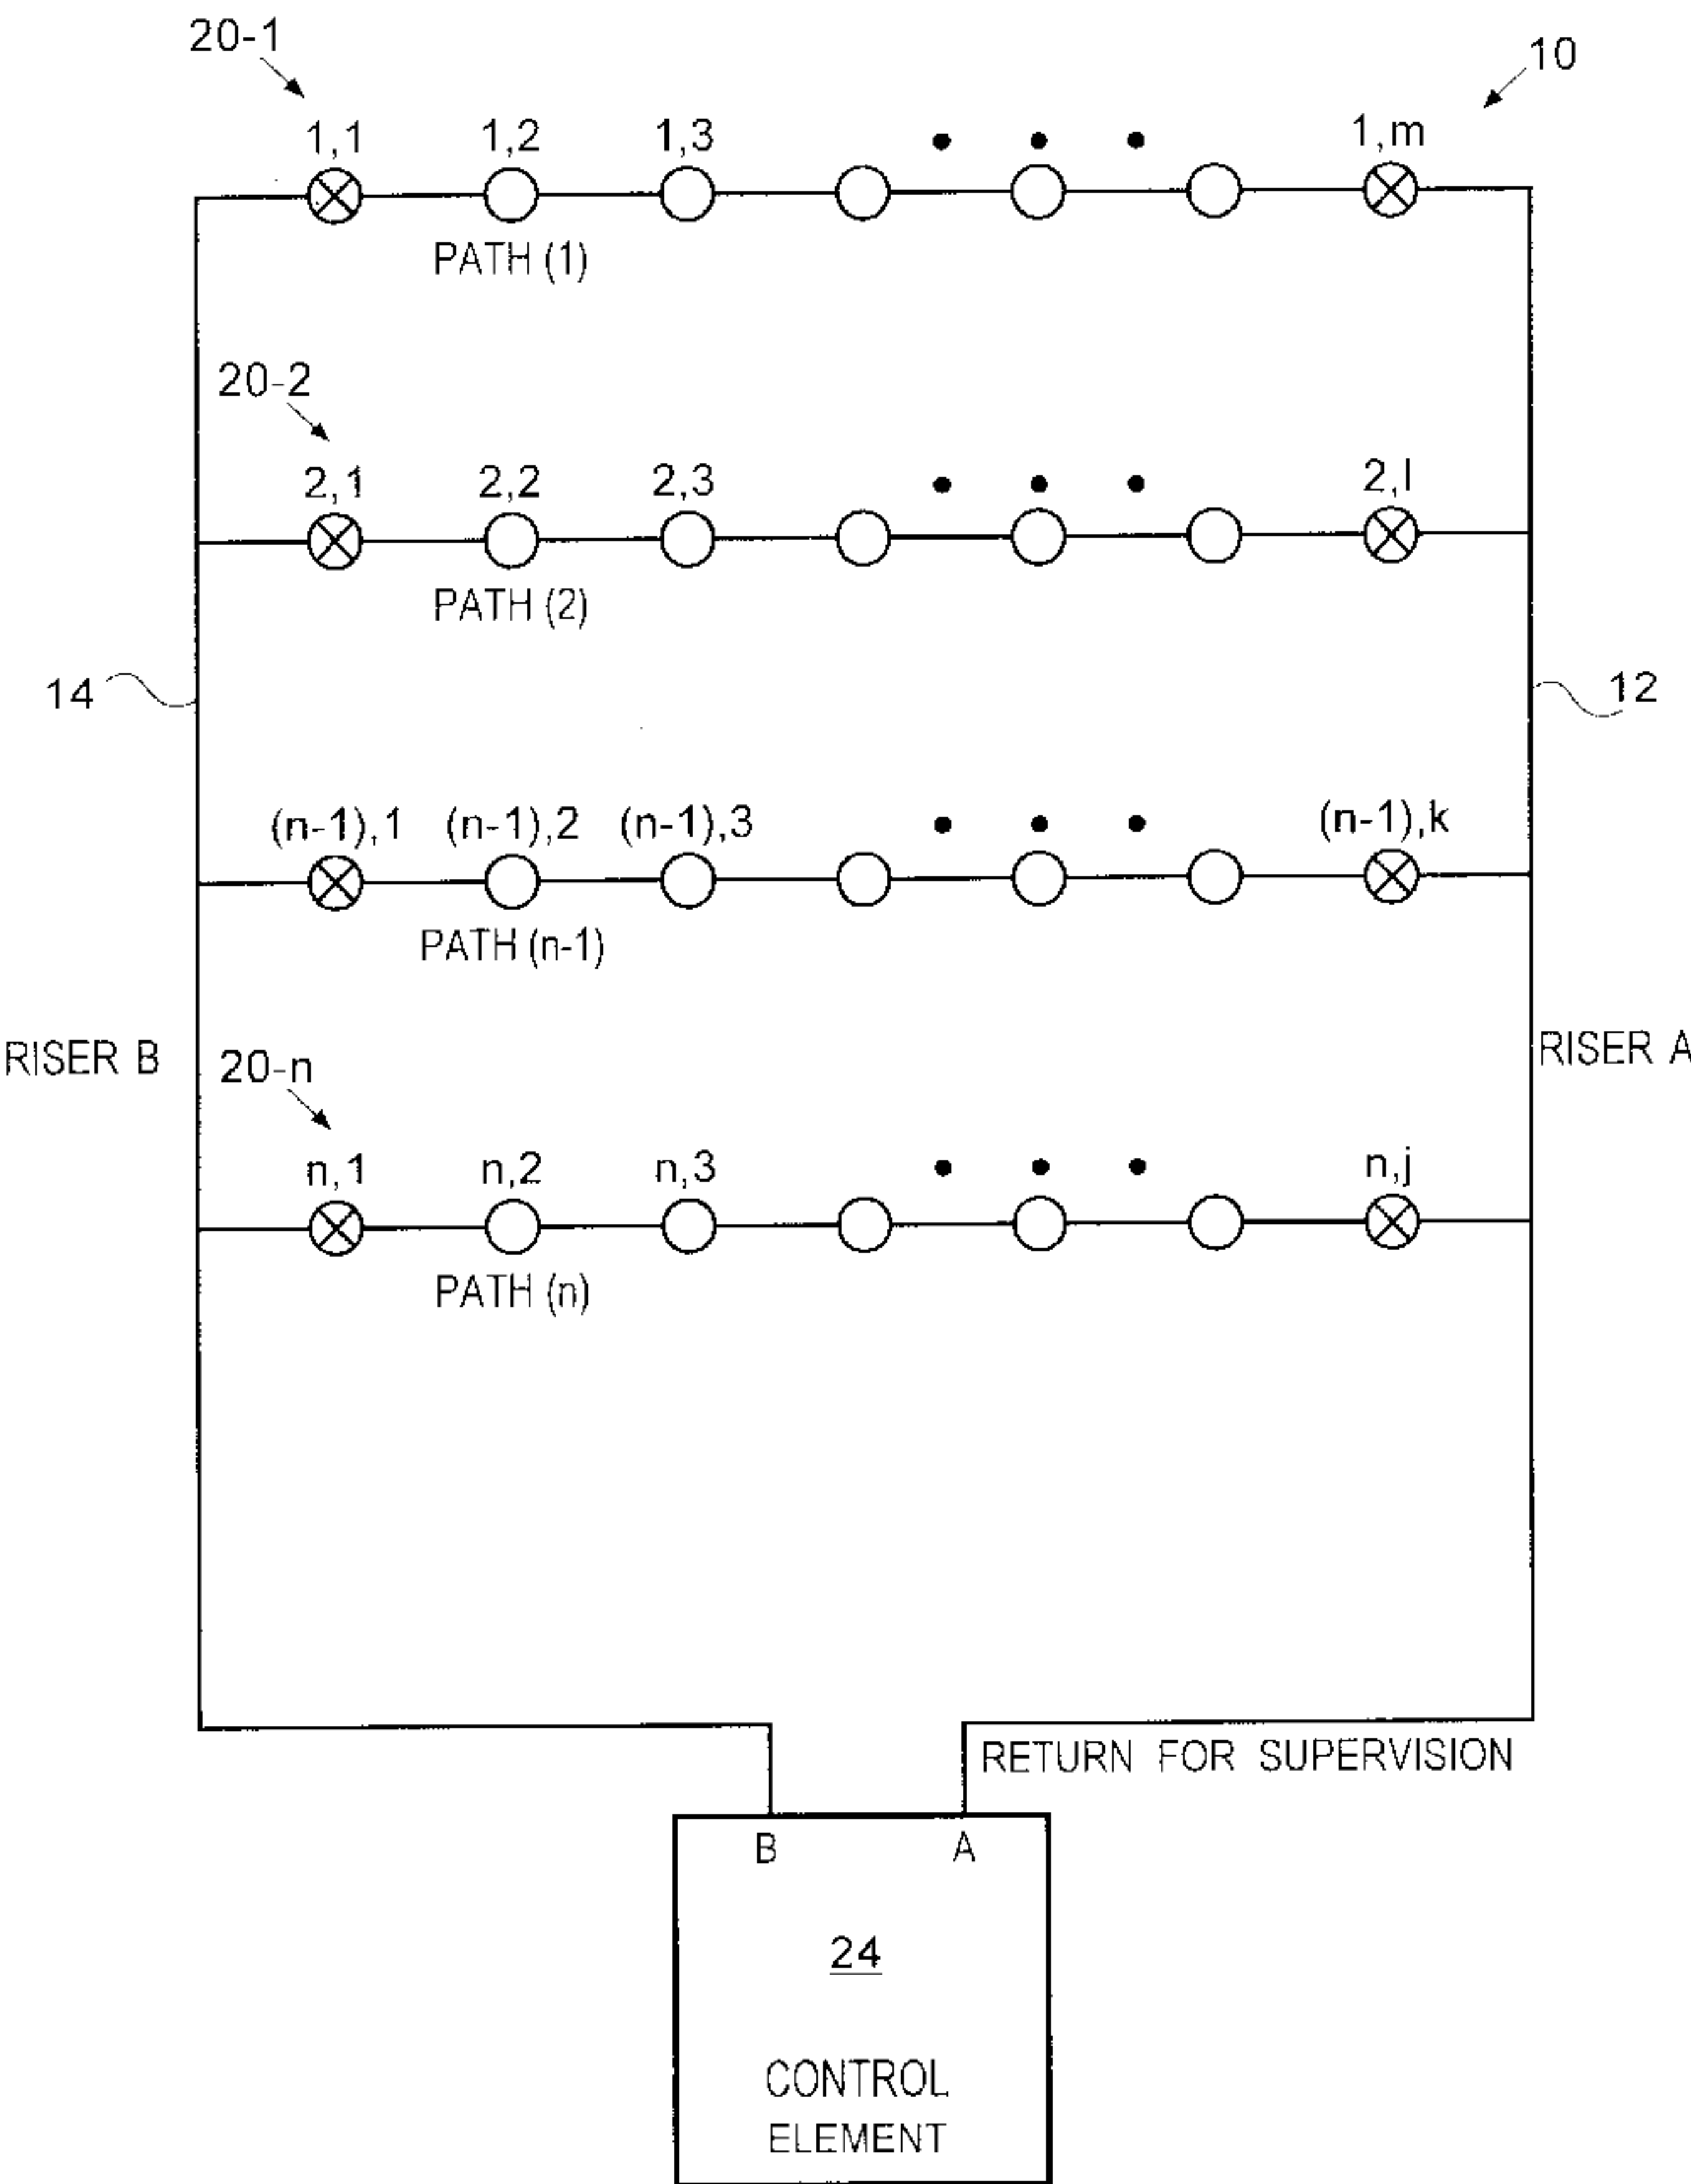 20-1
10
1,1 1,2 1,3 • • • 1,m
PATH (1)
20-2
2,1 2,2 2,3 • • • 2,l
PATH (2)
14
12
(n-1),1 (n-1),2 (n-1),3 • • • (n-1),k
PATH (n-1)
RISER B
RISER A
20-n
n,1 n,2 n,3 • • • n,j
PATH (n)
RETURN FOR SUPERVISION
B A
24
CONTROL
ELEMENT